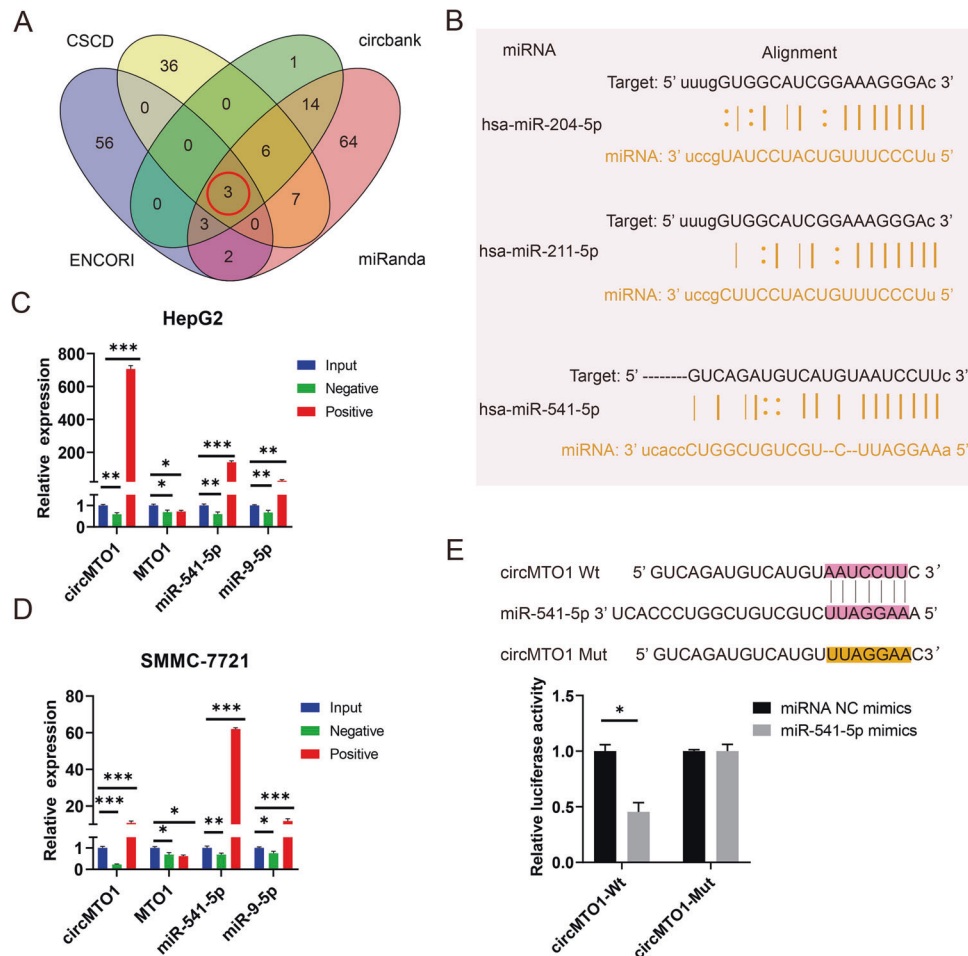 A
CSCD
circbank
36
1
0
0
14
56
0
6
64
3
0
7
3
0
2
ENCORI
miRanda
B
miRNA
Alignment
Target: 5’ uuugGUGGCAUCGGAAAGGGAc 3’
hsa-miR-204-5p
miRNA: 3’ uccgUAUCCUACUGUUUCCCUu 5’
Target: 5’ uuugGUGGCAUCGGAAAGGGAc 3’
hsa-miR-211-5p
miRNA: 3’ uccgCUUCCUACUGUUUCCCUu 5’
Target: 5’ --------GUCAGAUGUCAUGUAAUCCUUc 3’
hsa-miR-541-5p
miRNA: 3’ ucaccCUGGCUGUCGU--C--UUAGGAAa 5’
C
HepG2
Relative expression
800
600
400
200
1
0
***
**
*
*
***
**
**
**
Input
Negative
Positive
circMTO1
MTO1
miR-541-5p
miR-9-5p
D
SMMC-7721
Relative expression
80
60
40
20
1
0
***
***
*
*
***
**
***
*
Input
Negative
Positive
circMTO1
MTO1
miR-541-5p
miR-9-5p
E
circMTO1 Wt 5’ GUCAGAUGUCAUGUAAUCCUUC 3’
miR-541-5p 3’ UCACCCUGGCUGUCGUCUUAGGAAA 5’
circMTO1 Mut 5’ GUCAGAUGUCAUGUUUAGGAAC3’
Relative luciferase activity
1.5
1.0
0.5
0.0
*
miRNA NC mimics
miR-541-5p mimics
circMTO1-Wt
circMTO1-Mut